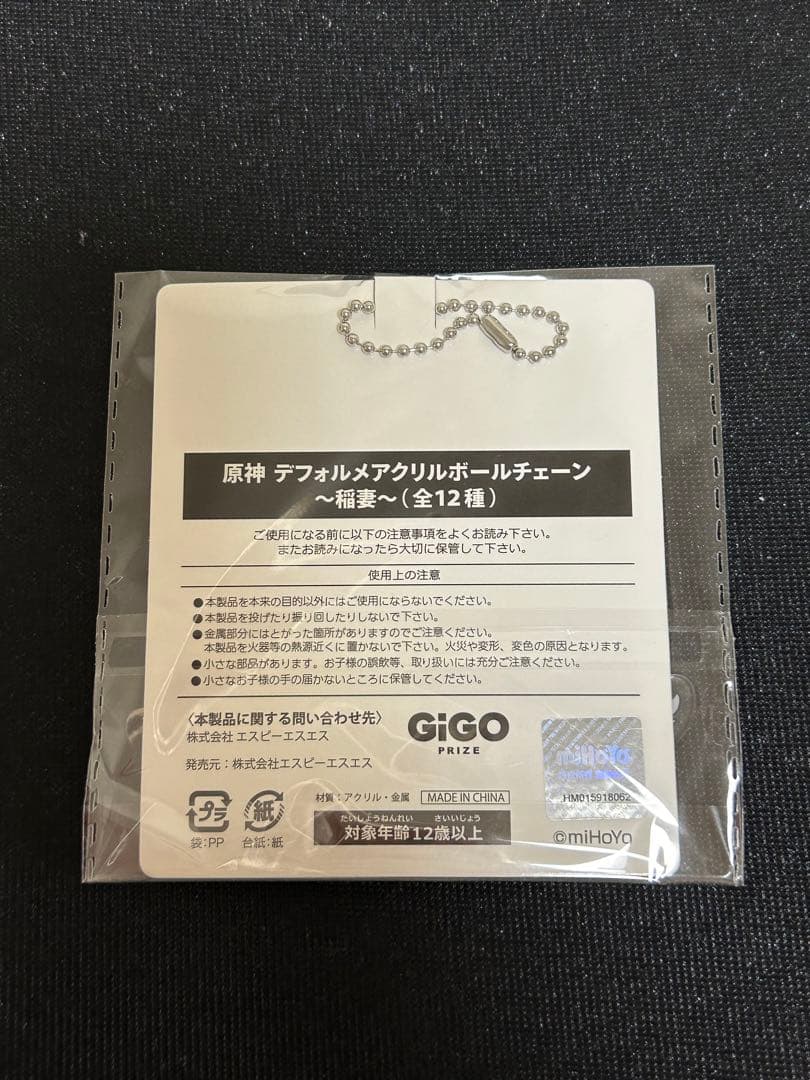 原神 デフォルメアクリルボールチェーン
～稲妻～(全12種)
ご使用になる前に以下の注意事項をよくお読み下さい。
またお読みになったら大切に保管して下さい。
使用上の注意
●本製品を本来の目的以外にはご使用にならないでください。
●本製品を投げたり振り回したりしないで下さい。
●金属部分にはとがった箇所がありますのでご注意ください。
本製品を火器等の熱源近くに置かないで下さい。火災や変形、変色の原因となります。
●小さな部品があります。お子様の誤飲等、取り扱いには充分ご注意ください。
●小さなお子様の手の届かないところに保管してください。
〈本製品に関する問い合わせ先〉
株式会社 エスピーエスエス
発売元：株式会社エスピーエスエス
GiGO
PRIZE
miHoYo
HM015918062
プラ
袋：PP
紙
台紙：紙
材質：アクリル・金属
MADE IN CHINA
たいしょうねんれい さいいじょう
対象年齢12歳以上
©miHoYo